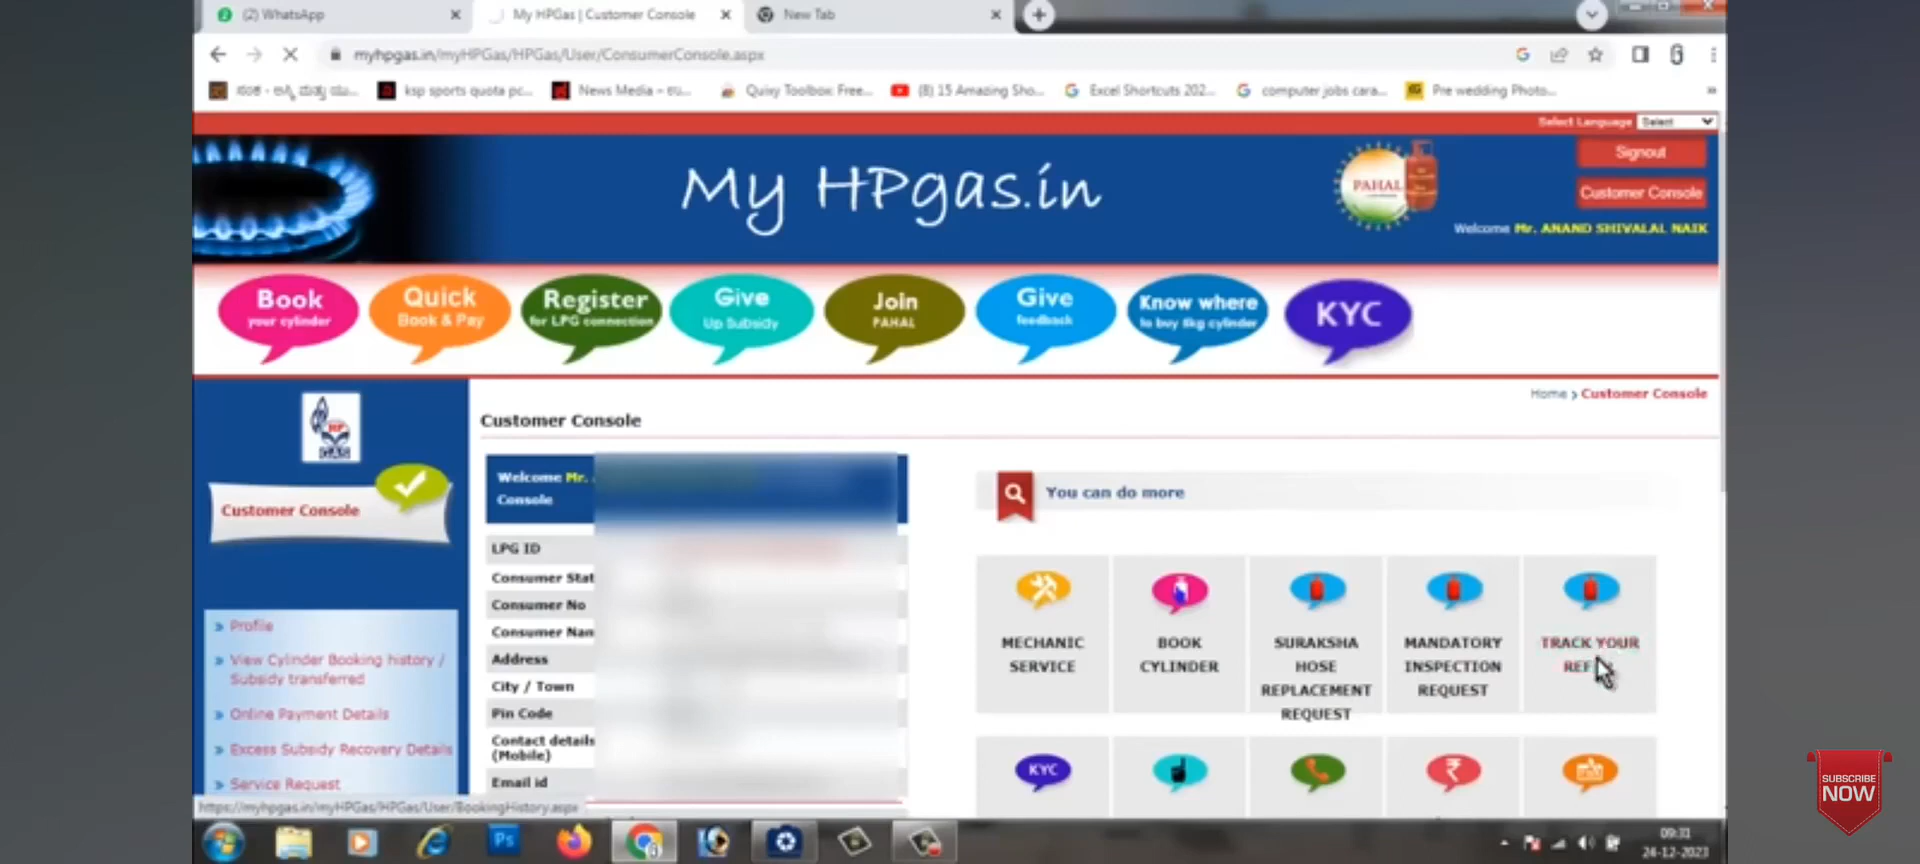 (2) WhatsApp
My HPGas | Customer Console
New Tab
myhpgas.in/myHPGas/HPGas/User/ConsumerConsole.aspx
ksp sports quota pc...
News Media – ಉ...
Quixy Toolbox: Free...
(8) 15 Amazing Sho...
Excel Shortcuts 202...
computer jobs cara...
Pre wedding Photo...
»
Select Language Select
My HPgas.in
PAHAL
Signout
Customer Console
Welcome Mr. ANAND SHIVALAL NAIK
Book
your cylinder
Quick
Book & Pay
Register
for LPG connection
Give
Up Subsidy
Join
PAHAL
Give
feedback
Know where
to buy 5kg cylinder
KYC
Home > Customer Console
HP
GAS
Customer Console
Customer Console
Welcome Mr.
Console
You can do more
LPG ID
Consumer Stat
Consumer No
Consumer Nam
Address
City / Town
Pin Code
Contact details
(Mobile)
Email id
MECHANIC
SERVICE
BOOK
CYLINDER
SURAKSHA
HOSE
REPLACEMENT
REQUEST
MANDATORY
INSPECTION
REQUEST
TRACK YOUR
REF
KYC
» Profile
» View Cylinder Booking history /
Subsidy transferred
» Online Payment Details
» Excess Subsidy Recovery Details
» Service Request
https://myhpgas.in/myHPGas/HPGas/User/BookingHistory.aspx
Ps
09:31
24-12-2023
SUBSCRIBE
NOW